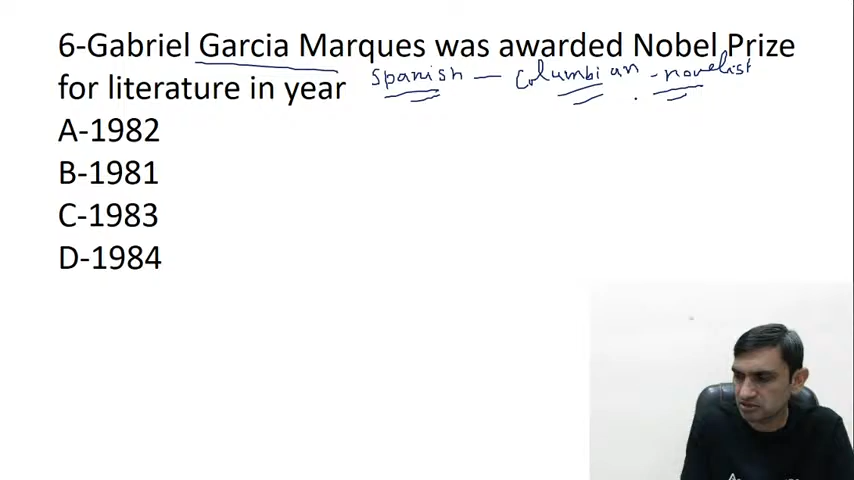 6-Gabriel Garcia Marques was awarded Nobel Prize
for literature in year Spanish — Columbian - novelist
A-1982
B-1981
C-1983
D-1984